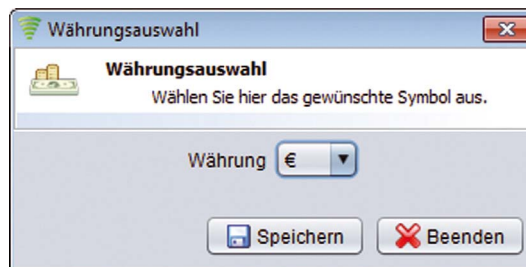 Währungsauswahl
Währungsauswahl
Wählen Sie hier das gewünschte Symbol aus.
Währung €
Speichern Beenden